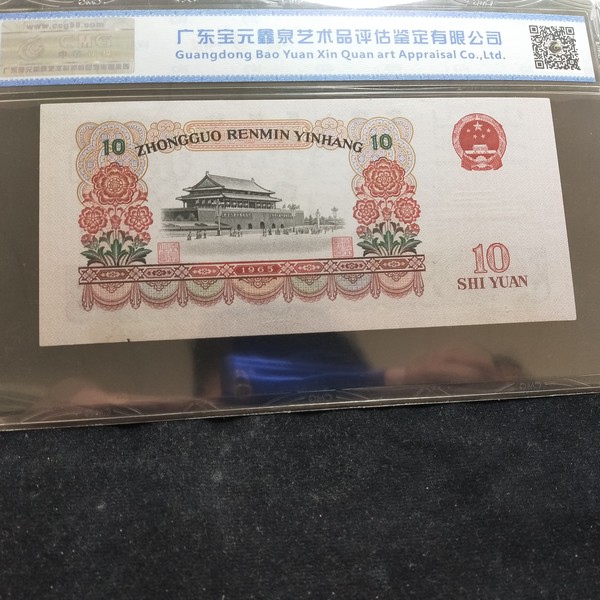 广东宝元鑫泉艺术品评估鉴定有限公司
Guangdong Bao Yuan Xin Quan art Appraisal Co.,Ltd.
10 ZHONGGUO RENMIN YINHANG 10
1965
10
SHI YUAN